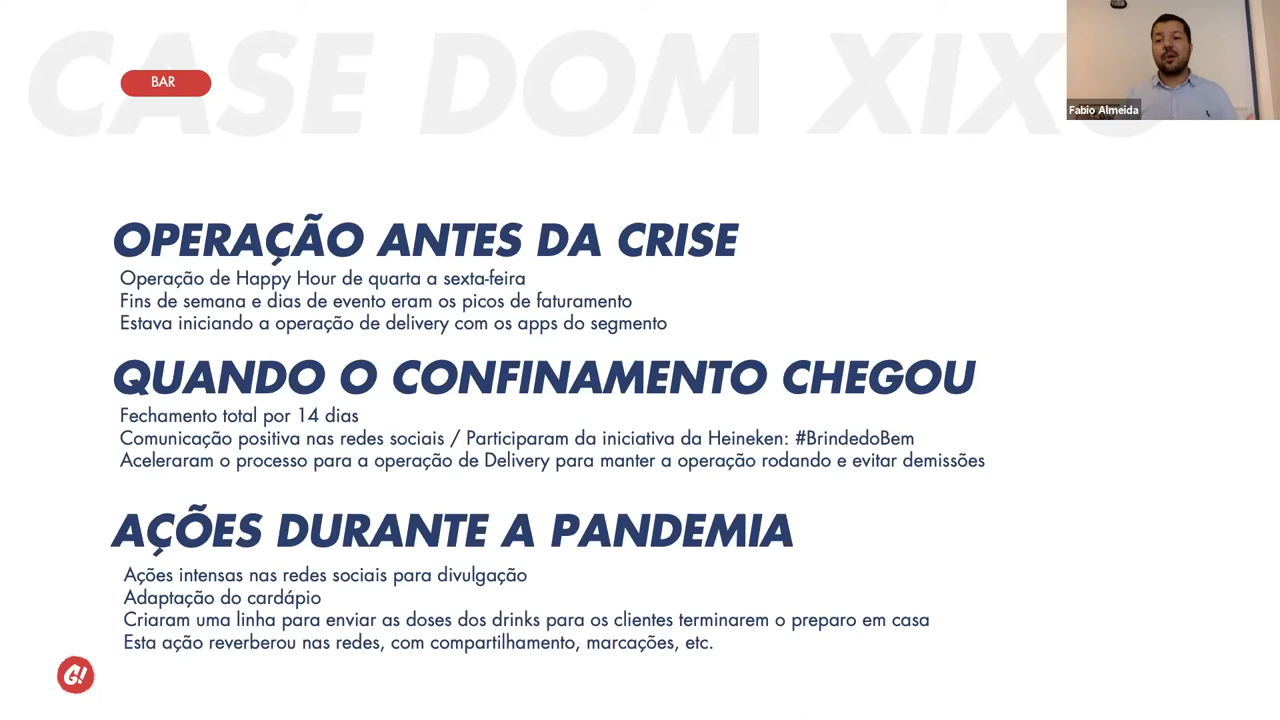 CASE DOM XIXO
BAR
Fabio Almeida
OPERAÇÃO ANTES DA CRISE
Operação de Happy Hour de quarta a sexta-feira
Fins de semana e dias de evento eram os picos de faturamento
Estava iniciando a operação de delivery com os apps do segmento
QUANDO O CONFINAMENTO CHEGOU
Fechamento total por 14 dias
Comunicação positiva nas redes sociais / Participaram da iniciativa da Heineken: #BrindedoBem
Aceleraram o processo para a operação de Delivery para manter a operação rodando e evitar demissões
AÇÕES DURANTE A PANDEMIA
Ações intensas nas redes sociais para divulgação
Adaptação do cardápio
Criaram uma linha para enviar as doses dos drinks para os clientes terminarem o preparo em casa
Esta ação reverberou nas redes, com compartilhamento, marcações, etc.
G!